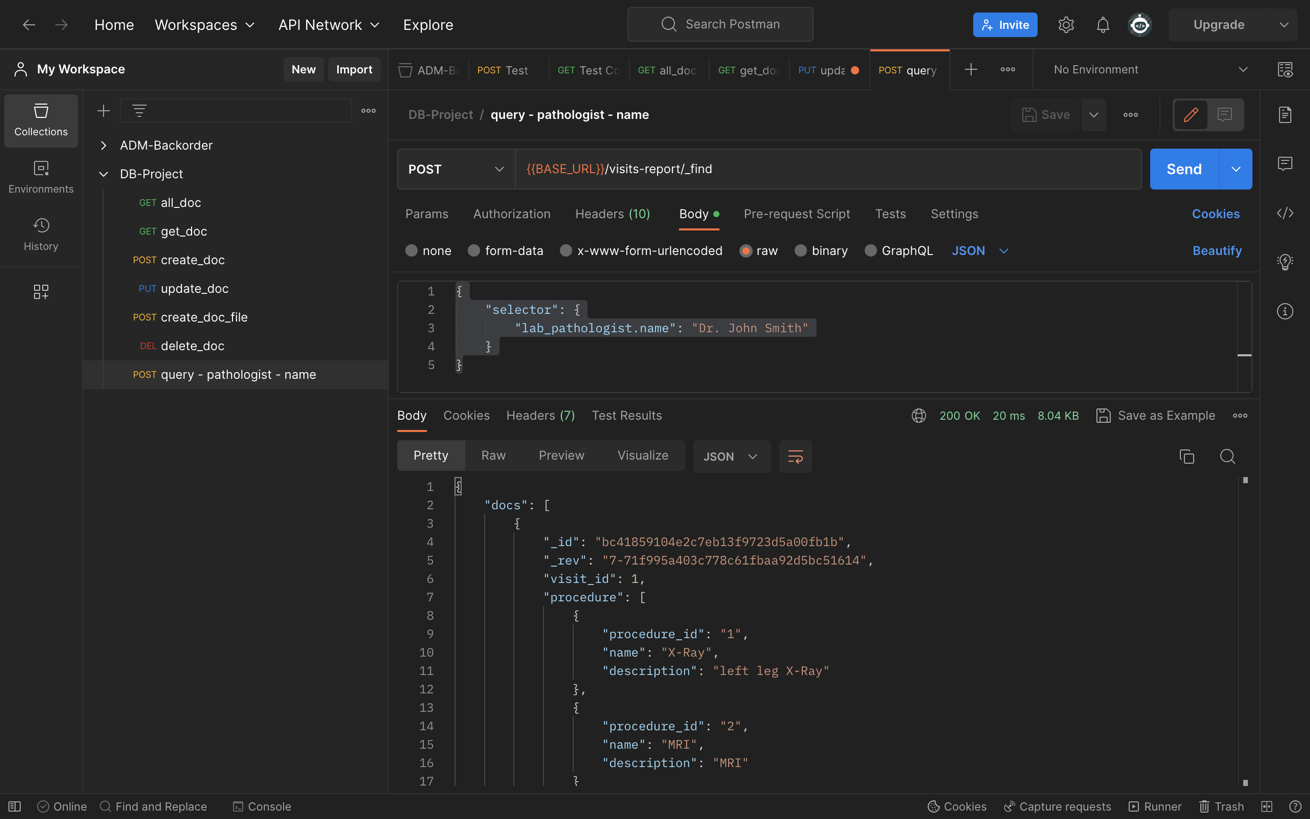 Home
Workspaces
API Network
Explore
Search Postman
Invite
Upgrade
My Workspace
New
Import
ADM-B
POST Test
GET Test C
GET all_doc
GET get_do
PUT upda
POST query
No Environment
Collections
Environments
History
ADM-Backorder
DB-Project
GET all_doc
GET get_doc
POST create_doc
PUT update_doc
POST create_doc_file
DEL delete_doc
POST query - pathologist - name
DB-Project / query - pathologist - name
Save
POST
{{BASE_URL}}/visits-report/_find
Send
Params
Authorization
Headers (10)
Body
Pre-request Script
Tests
Settings
Cookies
none
form-data
x-www-form-urlencoded
raw
binary
GraphQL
JSON
Beautify
1 {
2 "selector": {
3 "lab_pathologist.name": "Dr. John Smith"
4 }
5 }
Body
Cookies
Headers (7)
Test Results
200 OK
20 ms
8.04 KB
Save as Example
Pretty
Raw
Preview
Visualize
JSON
1 {
2 "docs": [
3 {
4 "_id": "bc41859104e2c7eb13f9723d5a00fb1b",
5 "_rev": "7-71f995a403c778c61fbaa92d5bc51614",
6 "visit_id": 1,
7 "procedure": [
8 {
9 "procedure_id": "1",
10 "name": "X-Ray",
11 "description": "left leg X-Ray"
12 },
13 {
14 "procedure_id": "2",
15 "name": "MRI",
16 "description": "MRI"
17 }
Online
Find and Replace
Console
Cookies
Capture requests
Runner
Trash